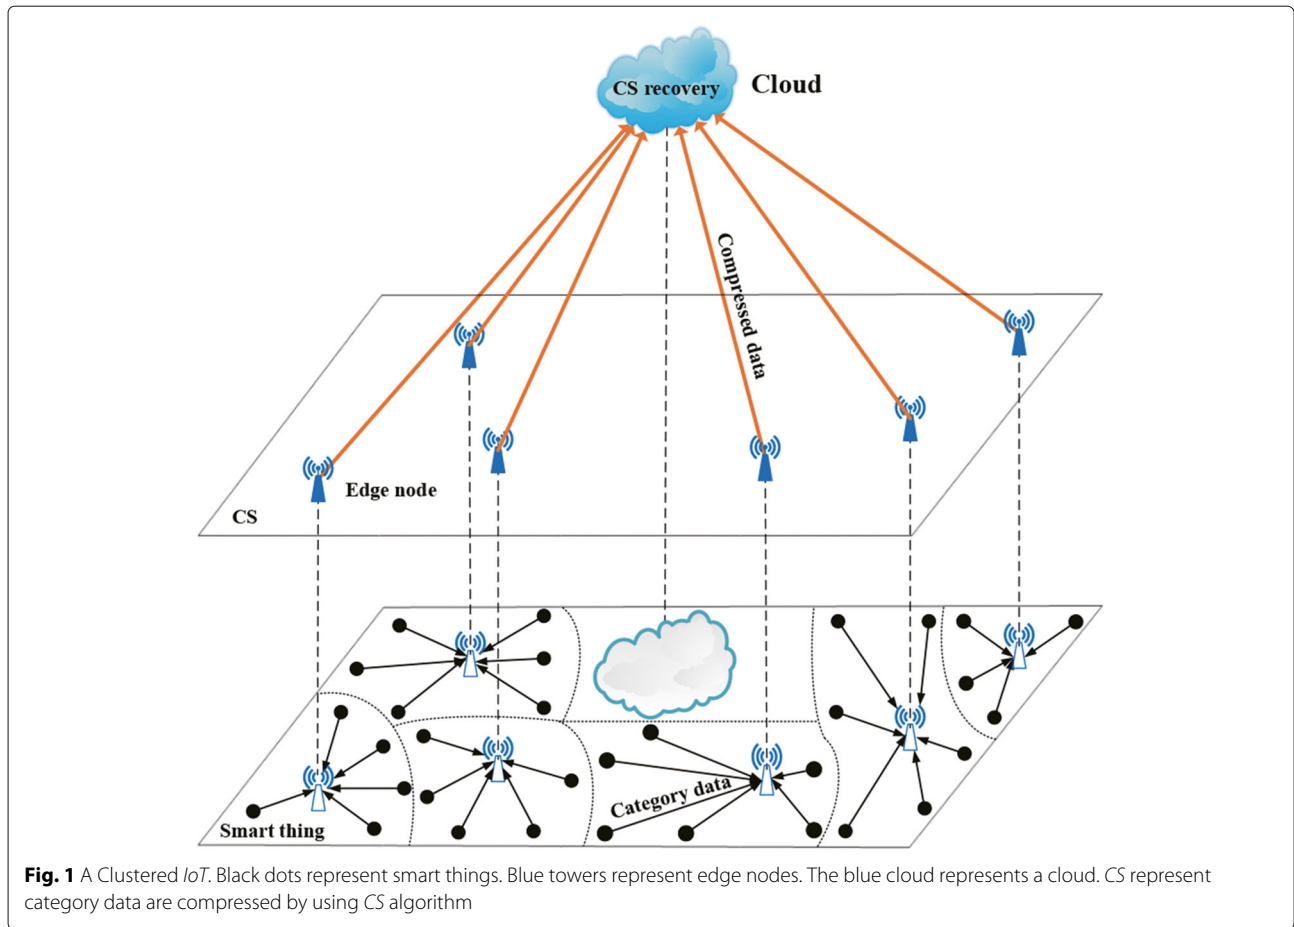 CS recovery
Cloud
Compressed data
Edge node
CS
Category data
Smart thing
Fig. 1 A Clustered IoT. Black dots represent smart things. Blue towers represent edge nodes. The blue cloud represents a cloud. CS represent
category data are compressed by using CS algorithm